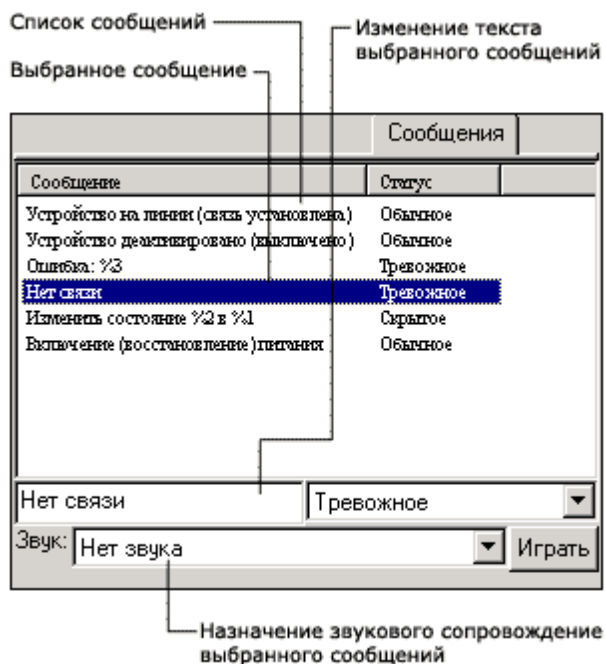 Список сообщений
Изменение текста
выбранного сообщений
Выбранное сообщение
Сообщения
Сообщение Статус
Устройство на линии (связь установлена) Обычное
Устройство деактивировано (выключено) Обычное
Ошибка: %3 Тревожное
Нет связи Тревожное
Изменить состояние %2 в %1 Скрытое
Включение (восстановление) питания Обычное
Нет связи Тревожное
Звук: Нет звука Играть
Назначение звукового сопровождение
выбранного сообщений